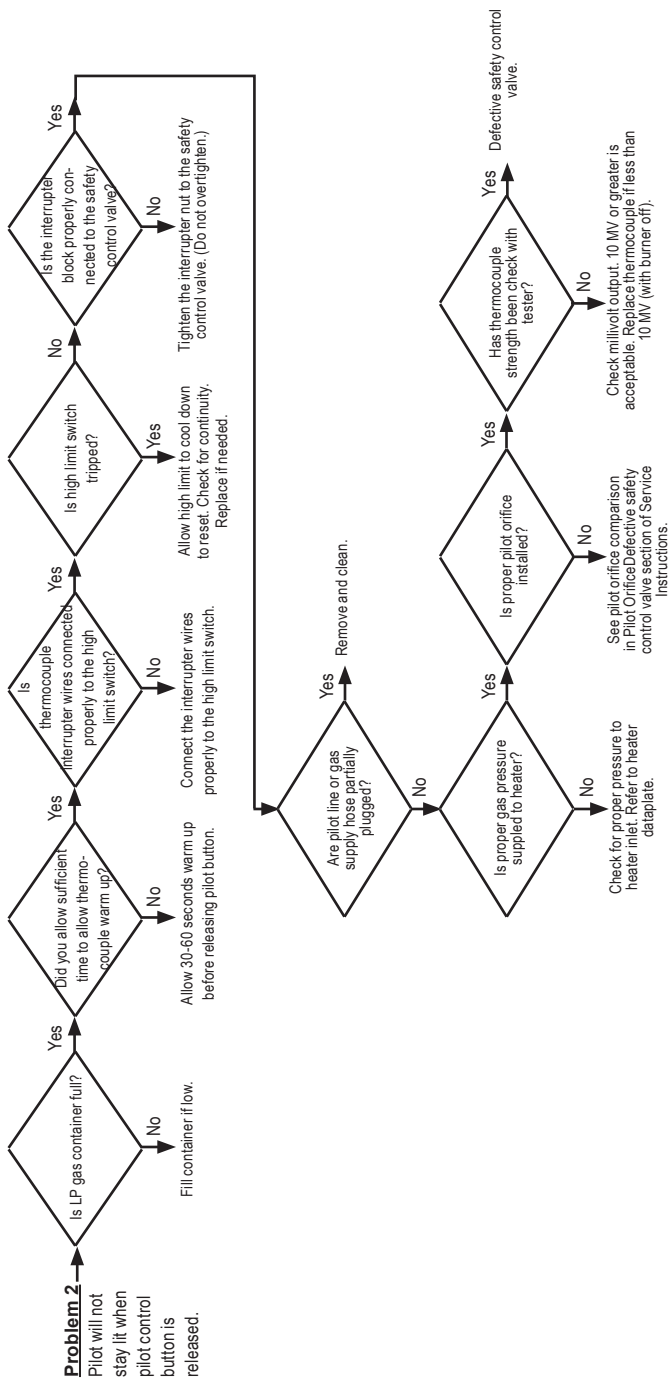 Problem 2
Pilot will not
stay lit when
pilot control
button is
released.
Is LP gas container full?
Yes
No
Fill container if low.
Did you allow sufficient
time to allow thermo-
couple warm up?
Yes
No
Allow 30-60 seconds warm up
before releasing pilot button.
Is
thermocouple
Interrupter wires connected
properly to the high
limit switch?
Yes
No
Connect the interrupter wires
properly to the high limit switch.
Is high limit switch
tripped?
No
Yes
Allow high limit to cool down
to reset. Check for continuity.
Replace if needed.
Is the interrupter
block properly con-
nected to the safety
control valve?
Yes
No
Tighten the interrupter nut to the safety
control valve. (Do not overtighten.)
Are pilot line or gas
supply hose partially
plugged?
Yes
Remove and clean.
No
Is proper gas pressure
suppled to heater?
Yes
No
Check for proper pressure to
heater inlet. Refer to heater
dataplate.
Is proper pilot orifice
installed?
Yes
No
See pilot orifice comparison
in Pilot OrificeDefective safety
control valve section of Service
Instructions.
Has thermocouple
strength been check with
tester?
Yes
Defective safety control
valve.
No
Check millivolt output. 10 MV or greater is
acceptable. Replace thermocouple if less than
10 MV (with burner off).